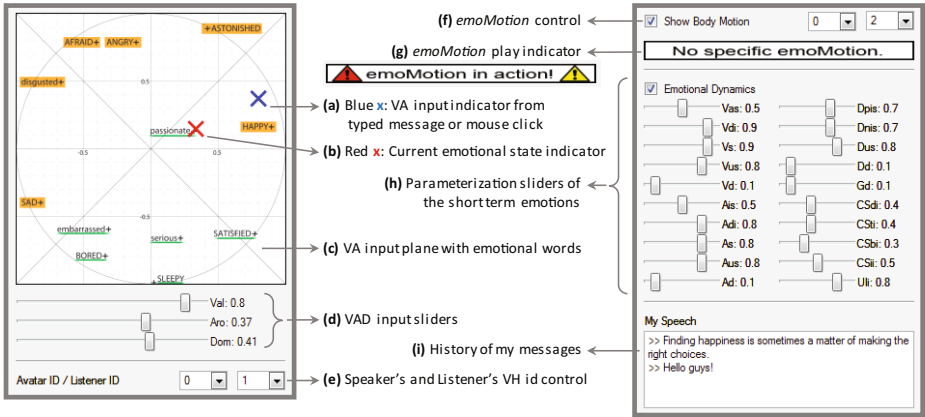 +ASTONISHED
AFRAID+ ANGRY+
disgusted+
0.5
passionate
HAPPY+
-0.5
0.5
SAD+
-0.5
embarrassed+
serious+
SATISFIED+
BORED+
+SLEEPY
Val: 0.8
Aro: 0.37
Dom: 0.41
Avatar ID / Listener ID 0 1
(f) emoMotion control
(g) emoMotion play indicator
emoMotion in action!
(a) Blue x: VA input indicator from
typed message or mouse click
(b) Red x: Current emotional state indicator
(h) Parameterization sliders of
the short term emotions
(c) VA input plane with emotional words
(d) VAD input sliders
(i) History of my messages
(e) Speaker's and Listener's VH id control
Show Body Motion 0 2
No specific emoMotion.
Emotional Dynamics
Vas: 0.5 Dpis: 0.7
Vdi: 0.9 Dnis: 0.7
Vs: 0.9 Dus: 0.8
Vus: 0.8 Dd: 0.1
Vd: 0.1 Gd: 0.1
Ais: 0.5 CSdi: 0.4
Adi: 0.8 CSti: 0.4
As: 0.8 CSbi: 0.3
Aus: 0.8 CSii: 0.5
Ad: 0.1 Uli: 0.8
My Speech
>> Finding happiness is sometimes a matter of making the
right choices.
>> Hello guys!